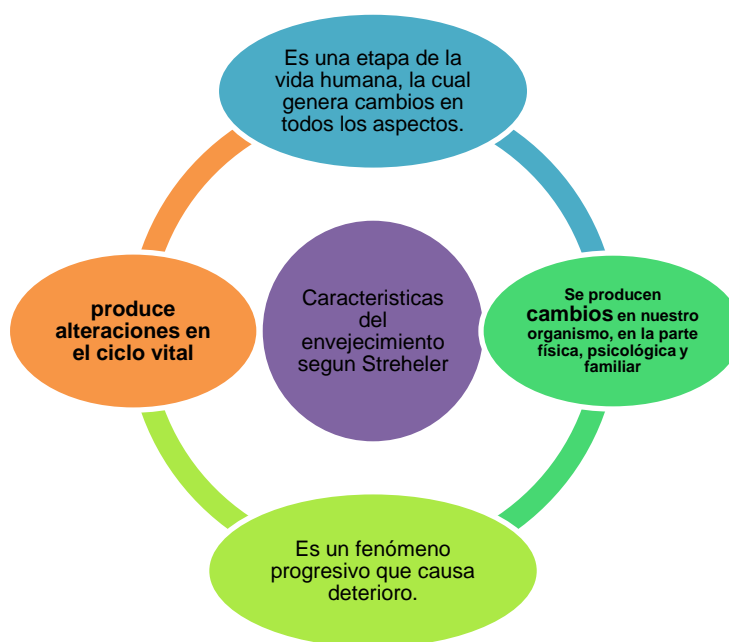 Es una etapa de la
vida humana, la cual
genera cambios en
todos los aspectos.
produce
alteraciones en
el ciclo vital
Caracteristicas
del
envejecimiento
segun Streheler
Se producen
cambios en nuestro
organismo, en la parte
física, psicológica y
familiar
Es un fenómeno
progresivo que causa
deterioro.